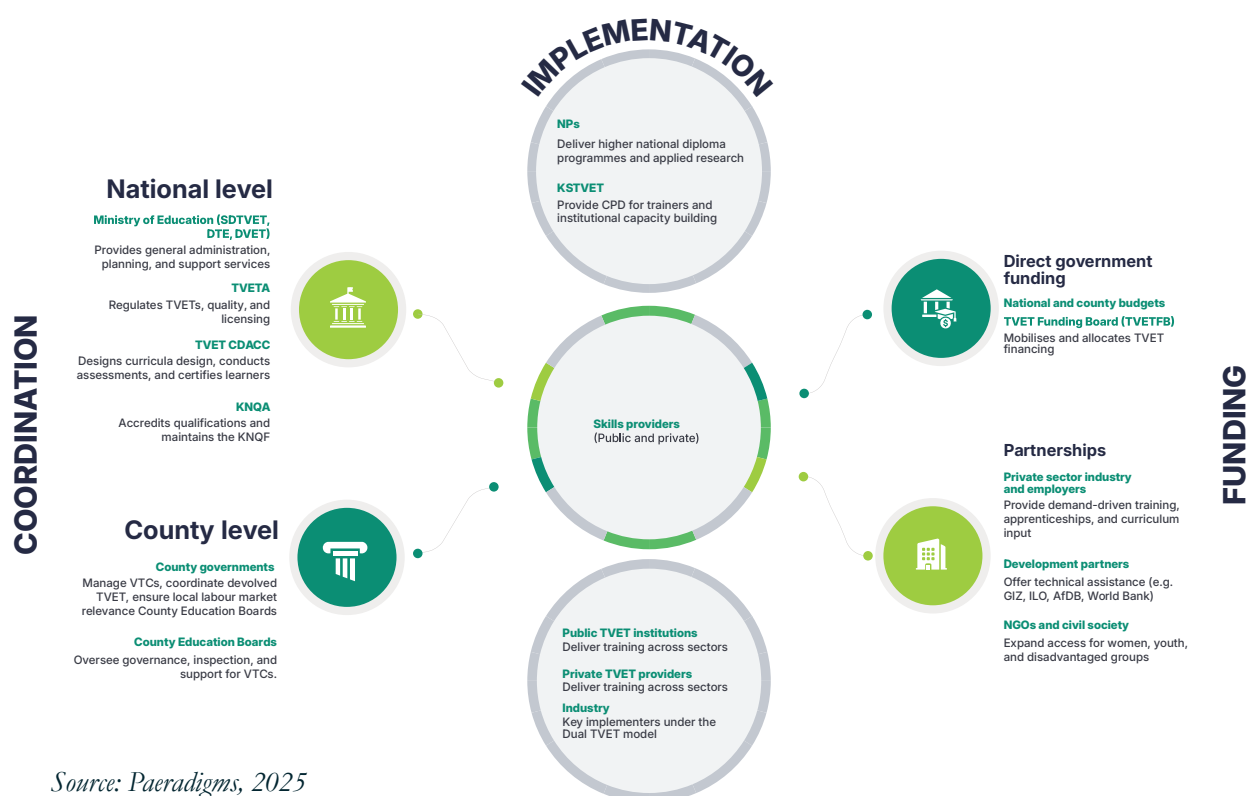 IMPLEMENTATION
NPs
Deliver higher national diploma
programmes and applied research
KSTVET
Provide CPD for trainers and
institutional capacity building
COORDINATION
National level
Ministry of Education (SDTVET,
DTE, DVET)
Provides general administration,
planning, and support services
TVETA
Regulates TVETs, quality, and
licensing
TVET CDACC
Designs curricula design, conducts
assessments, and certifies learners
KNQA
Accredits qualifications and
maintains the KNQF
County level
County governments
Manage VTCs, coordinate devolved
TVET, ensure local labour market
relevance County Education Boards
County Education Boards
Oversee governance, inspection, and
support for VTCs.
Skills providers
(Public and private)
Public TVET institutions
Deliver training across sectors
Private TVET providers
Deliver training across sectors
Industry
Key implementers under the
Dual TVET model
FUNDING
Direct government
funding
National and county budgets
TVET Funding Board (TVETFB)
Mobilises and allocates TVET
financing
Partnerships
Private sector industry
and employers
Provide demand-driven training,
apprenticeships, and curriculum
input
Development partners
Offer technical assistance (e.g.
GIZ, ILO, AfDB, World Bank)
NGOs and civil society
Expand access for women, youth,
and disadvantaged groups
$
Source: Paeradigms, 2025